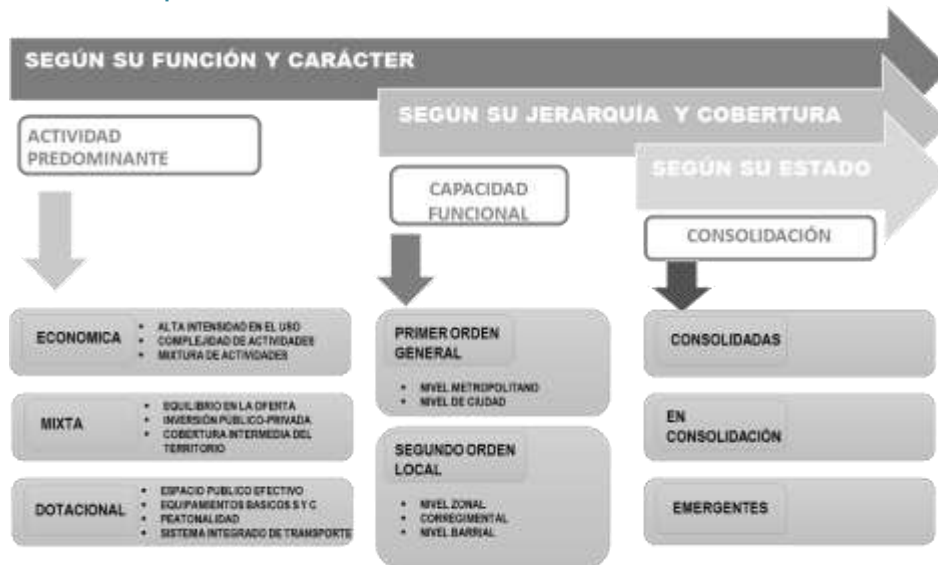 SEGÚN SU FUNCIÓN Y CARÁCTER
SEGÚN SU JERARQUÍA Y COBERTURA
SEGÚN SU ESTADO
ACTIVIDAD
PREDOMINANTE
CAPACIDAD
FUNCIONAL
CONSOLIDACIÓN
ECONOMICA
• ALTA INTENSIDAD EN EL USO
• COMPLEJIDAD DE ACTIVIDADES
• MIXTURA DE ACTIVIDADES
MIXTA
• EQUILIBRIO EN LA OFERTA
• INVERSIÓN PÚBLICO-PRIVADA
• COBERTURA INTERMEDIA DEL
TERRITORIO
DOTACIONAL
• ESPACIO PUBLICO EFECTIVO
• EQUIPAMIENTOS BASICOS S Y C
• PEATONALIDAD
• SISTEMA INTEGRADO DE TRANSPORTE
PRIMER ORDEN
GENERAL
• NIVEL METROPOLITANO
• NIVEL DE CIUDAD
SEGUNDO ORDEN
LOCAL
• NIVEL ZONAL
• CORREGIMENTAL
• NIVEL BARRIAL
CONSOLIDADAS
EN
CONSOLIDACIÓN
EMERGENTES